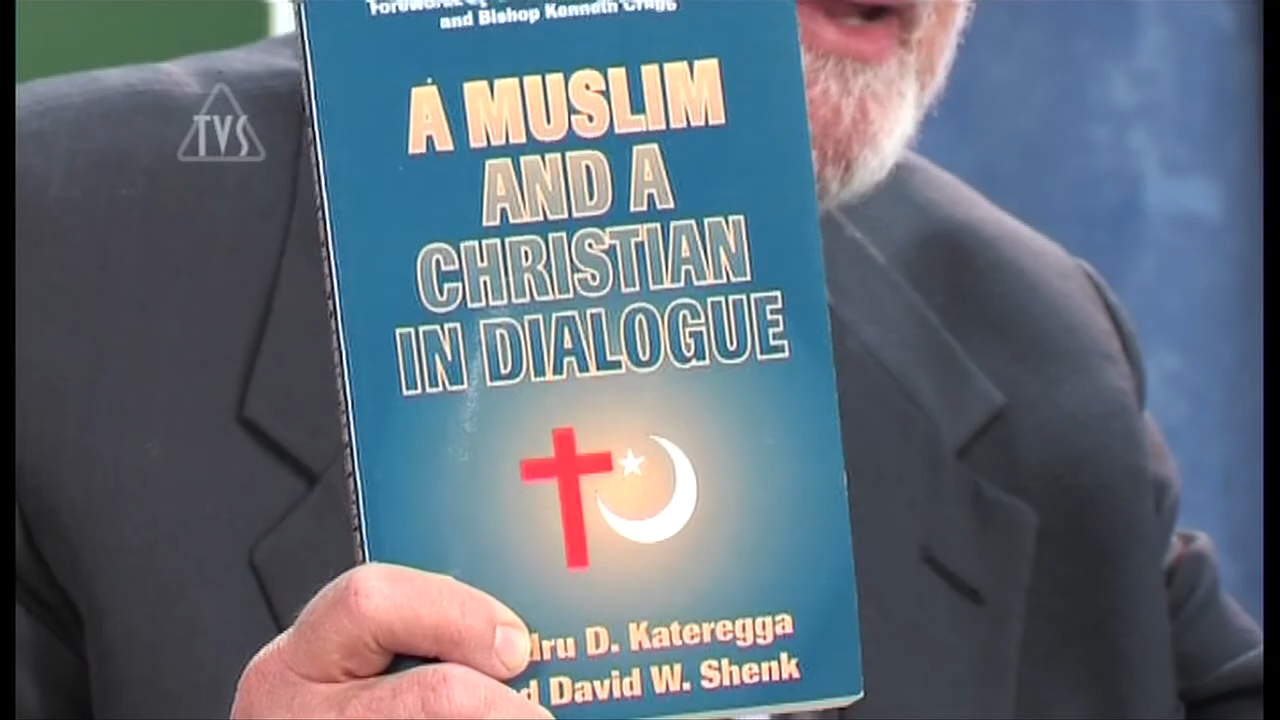 and Bishop Kenneth Cragg
A MUSLIM
AND A
CHRISTIAN
IN DIALOGUE
TVS
D. Kateregga
David W. Shenk